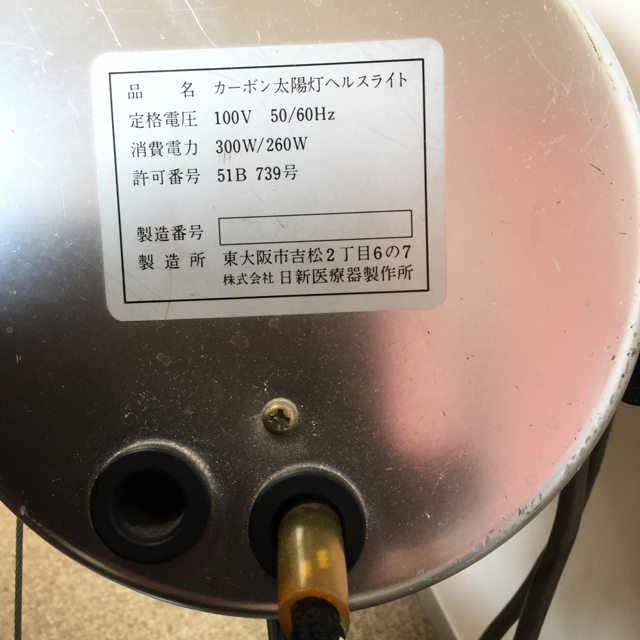 品 名 カーボン太陽灯ヘルスライト
定格電圧 100V 50/60Hz
消費電力 300W/260W
許可番号 51B 739号
製造番号
製造所 東大阪市吉松2丁目6の7
株式会社 日新医療器製作所